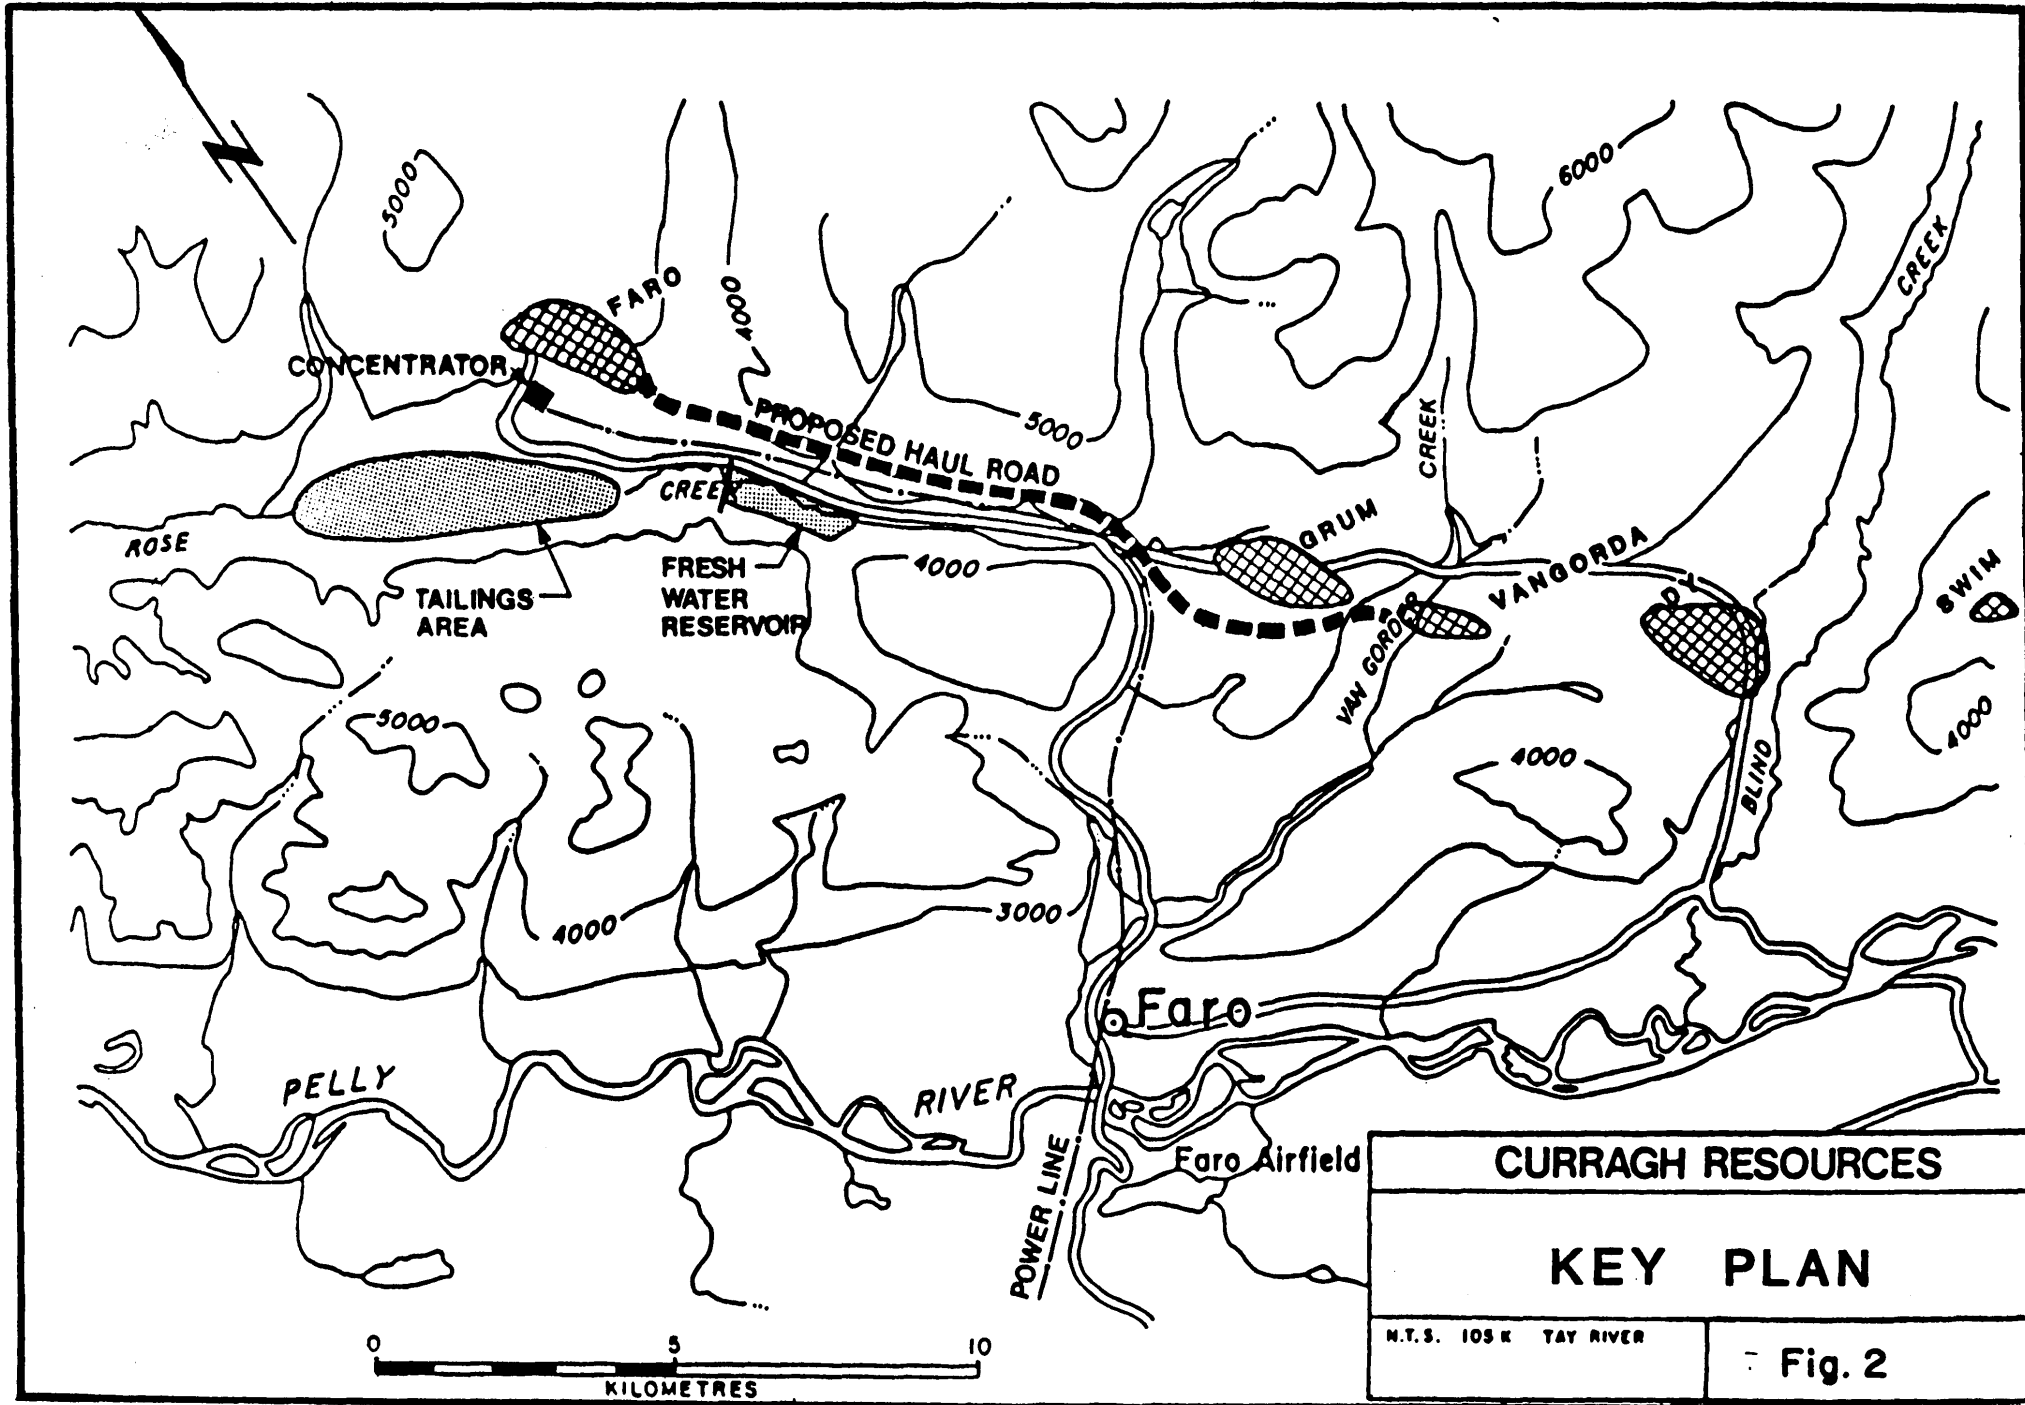 6000
5000
CREEK
FARO
4000
CONCENTRATOR
PROPOSED HAUL ROAD
5000
CREEK
CREEK
GRUM
ROSE
VANGORDA
FRESH
WATER
RESERVOIR
4000
TAILINGS
AREA
DY
SWIM
VAN GORDER
5000
4000
4000
BLIND
3000
4000
Faro
PELLY
RIVER
Faro Airfield
POWER LINE
CURRAGH RESOURCES
KEY PLAN
N.T.S. 105 K TAY RIVER
Fig. 2
0 5 10
KILOMETRES